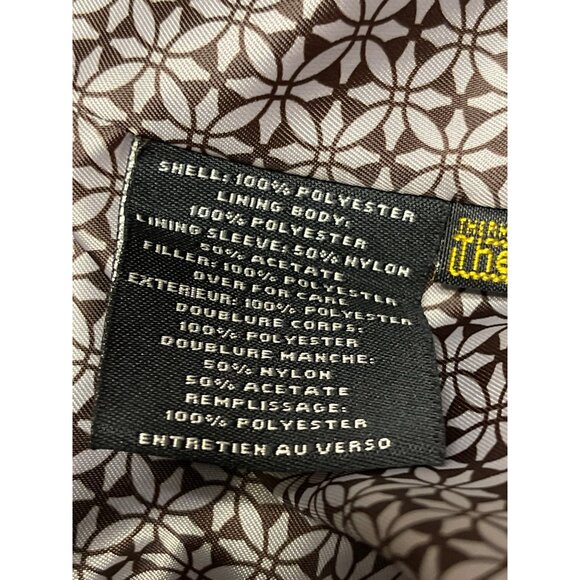 SHELL: 100% POLYESTER
LINING BODY:
100% POLYESTER
LINING SLEEVE: 50% NYLON
50% ACETATE
FILLER: 100% POLYESTER
OVER FOR CARE
EXTERIEUR: 100% POLYESTER
DOUBLURE CORPS:
100% POLYESTER
DOUBLURE MANCHE:
50% NYLON
50% ACETATE
REMPLISSAGE:
100% POLYESTER
ENTRETIEN AU VERSO